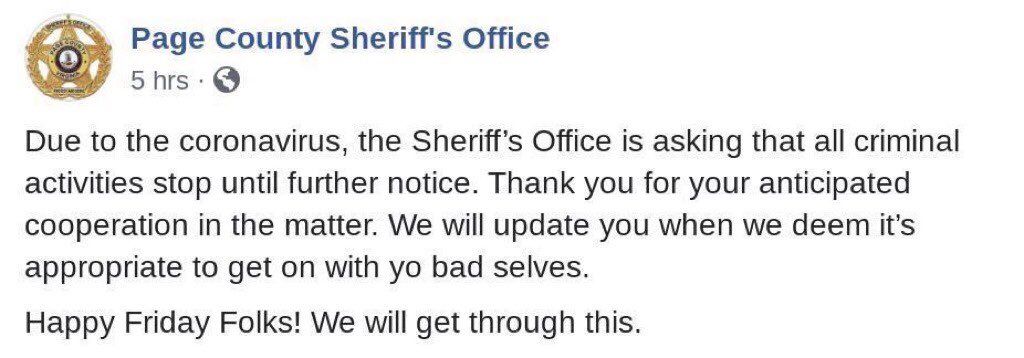 Page County Sheriff's Office
5 hrs ·
Due to the coronavirus, the Sheriff’s Office is asking that all criminal
activities stop until further notice. Thank you for your anticipated
cooperation in the matter. We will update you when we deem it’s
appropriate to get on with yo bad selves.
Happy Friday Folks! We will get through this.